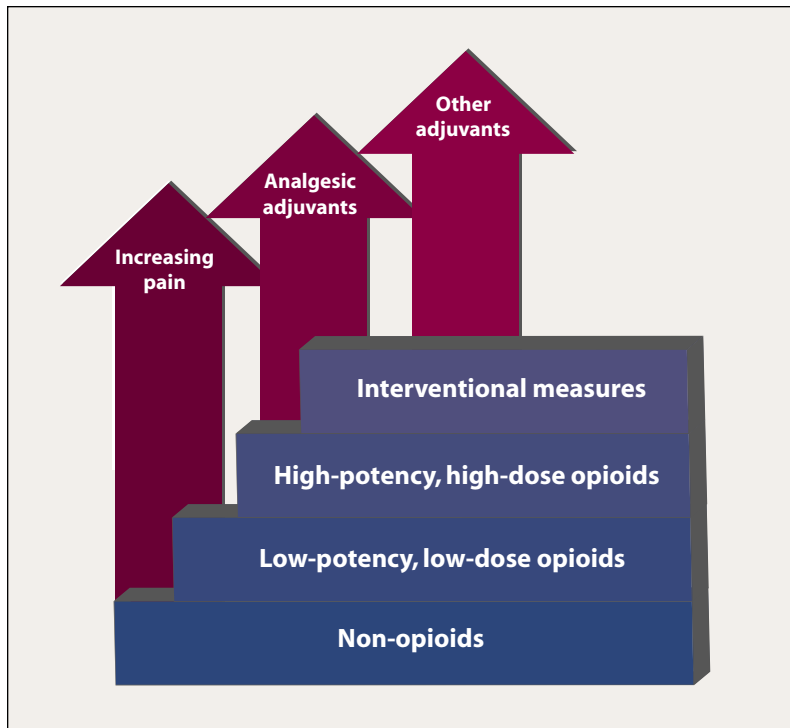 Other
adjuvants
Analgesic
adjuvants
Increasing
pain
Interventional measures
High-potency, high-dose opioids
Low-potency, low-dose opioids
Non-opioids